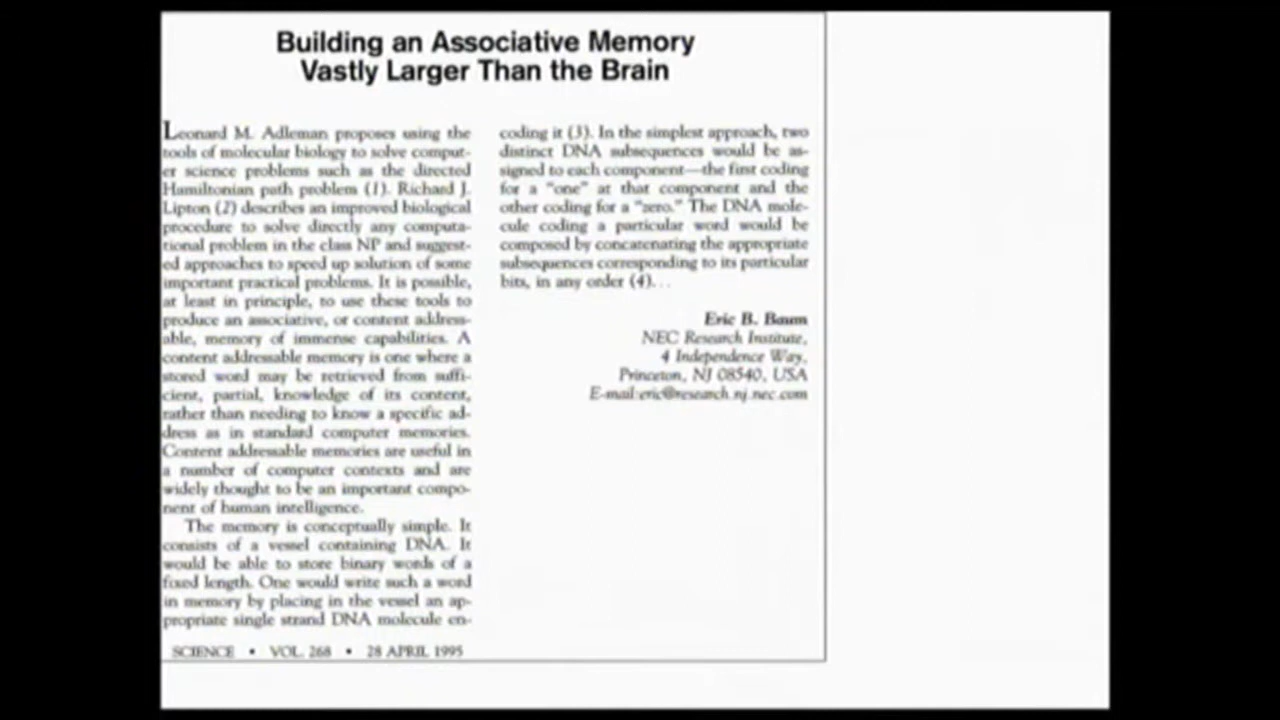 Building an Associative Memory
Vastly Larger Than the Brain
Leonard M. Adleman proposes using the
tools of molecular biology to solve comput-
er science problems such as the directed
Hamiltonian path problem (1). Richard J.
Lipton (2) describes an improved biological
procedure to solve directly any computa-
tional problem in the class NP and suggest-
ed approaches to speed up solution of some
important practical problems. It is possible,
at least in principle, to use these tools to
produce an associative, or content address-
able, memory of immense capabilities. A
content addressable memory is one where a
stored word may be retrieved from suffi-
cient, partial, knowledge of its content,
rather than needing to know a specific ad-
dress as in standard computer memories.
Content addressable memories are useful in
a number of computer contexts and are
widely thought to be an important compo-
nent of human intelligence.
The memory is conceptually simple. It
consists of a vessel containing DNA. It
would be able to store binary words of a
fixed length. One would write such a word
in memory by placing in the vessel an ap-
propriate single strand DNA molecule en-
coding it (3). In the simplest approach, two
distinct DNA subsequences would be as-
signed to each component—the first coding
for a "one" at that component and the
other coding for a "zero." The DNA mole-
cule coding a particular word would be
composed by concatenating the appropriate
subsequences corresponding to its particular
bits, in any order (4)...
Eric B. Baum
NEC Research Institute,
4 Independence Way,
Princeton, NJ 08540, USA
E-mail:eric@research.nj.nec.com
SCIENCE • VOL. 268 • 28 APRIL 1995